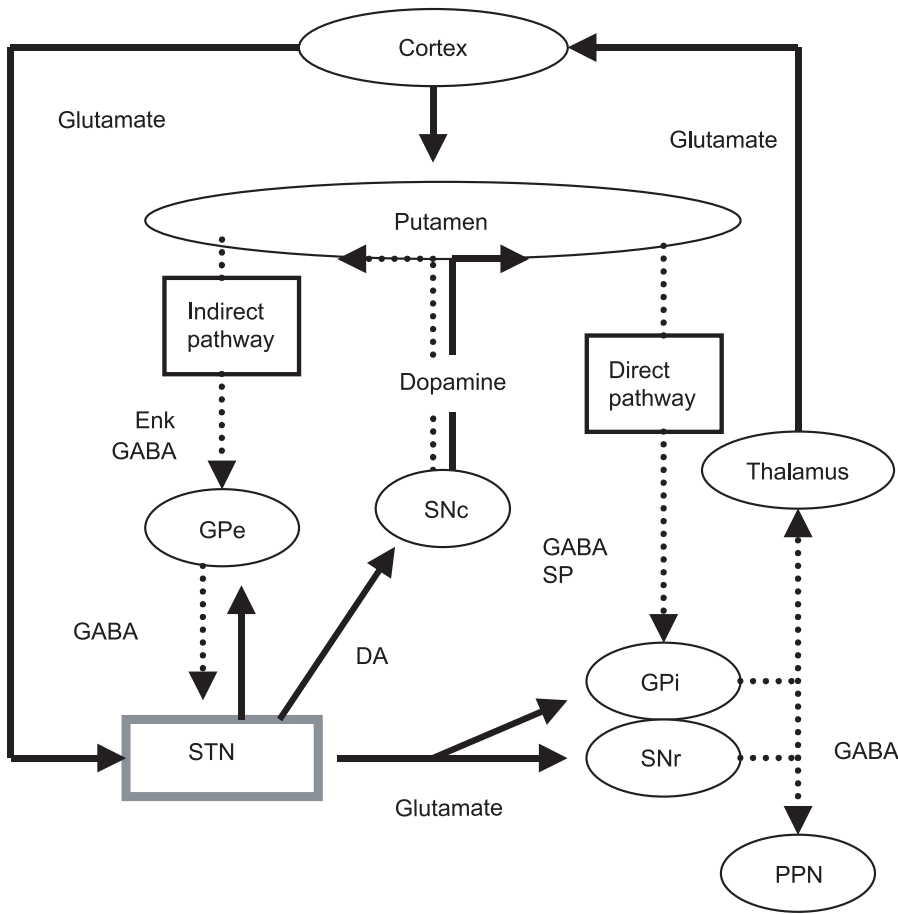 Cortex
Glutamate
Glutamate
Putamen
Indirect
pathway
Dopamine
Direct
pathway
Enk
GABA
Thalamus
GPe
SNc
GABA
SP
GABA
DA
GPi
STN
SNr
GABA
Glutamate
PPN